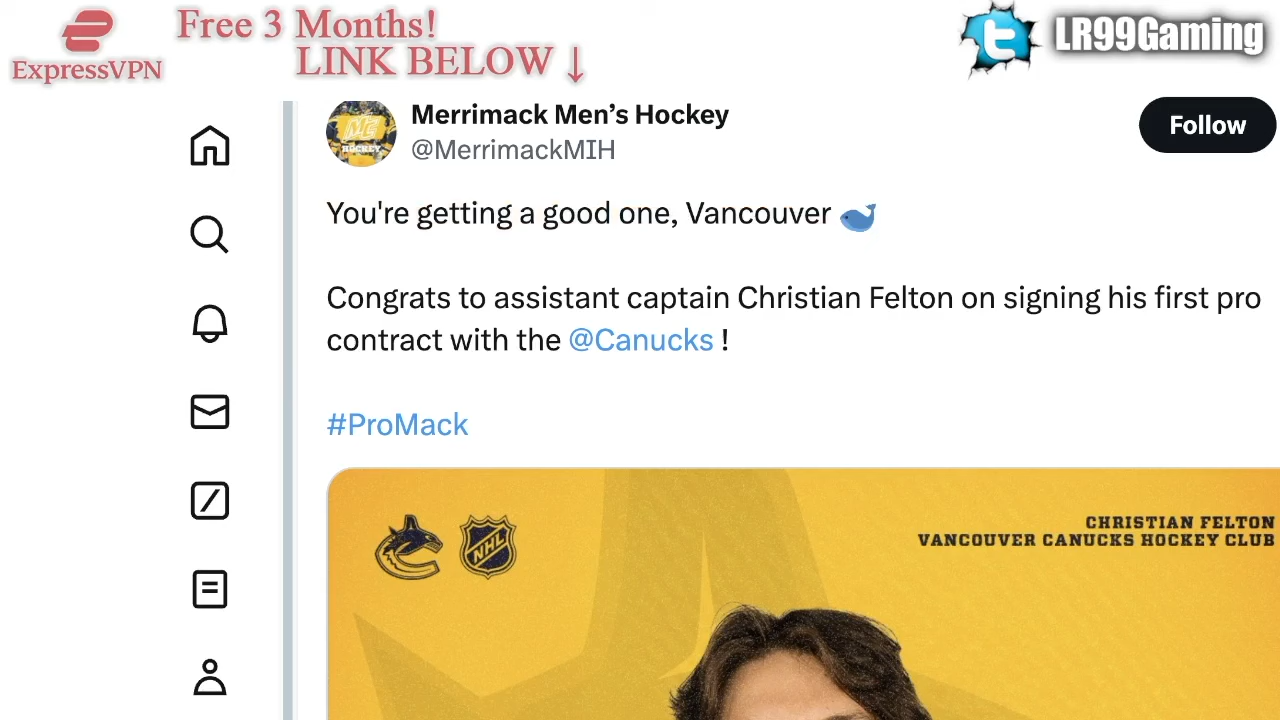 Free 3 Months!
LINK BELOW ↓
ExpressVPN
LR99Gaming
Merrimack Men’s Hockey
@MerrimackMIH
Follow
You're getting a good one, Vancouver 🐋
Congrats to assistant captain Christian Felton on signing his first pro
contract with the @Canucks !
#ProMack
NHL
CHRISTIAN FELTON
VANCOUVER CANUCKS HOCKEY CLUB